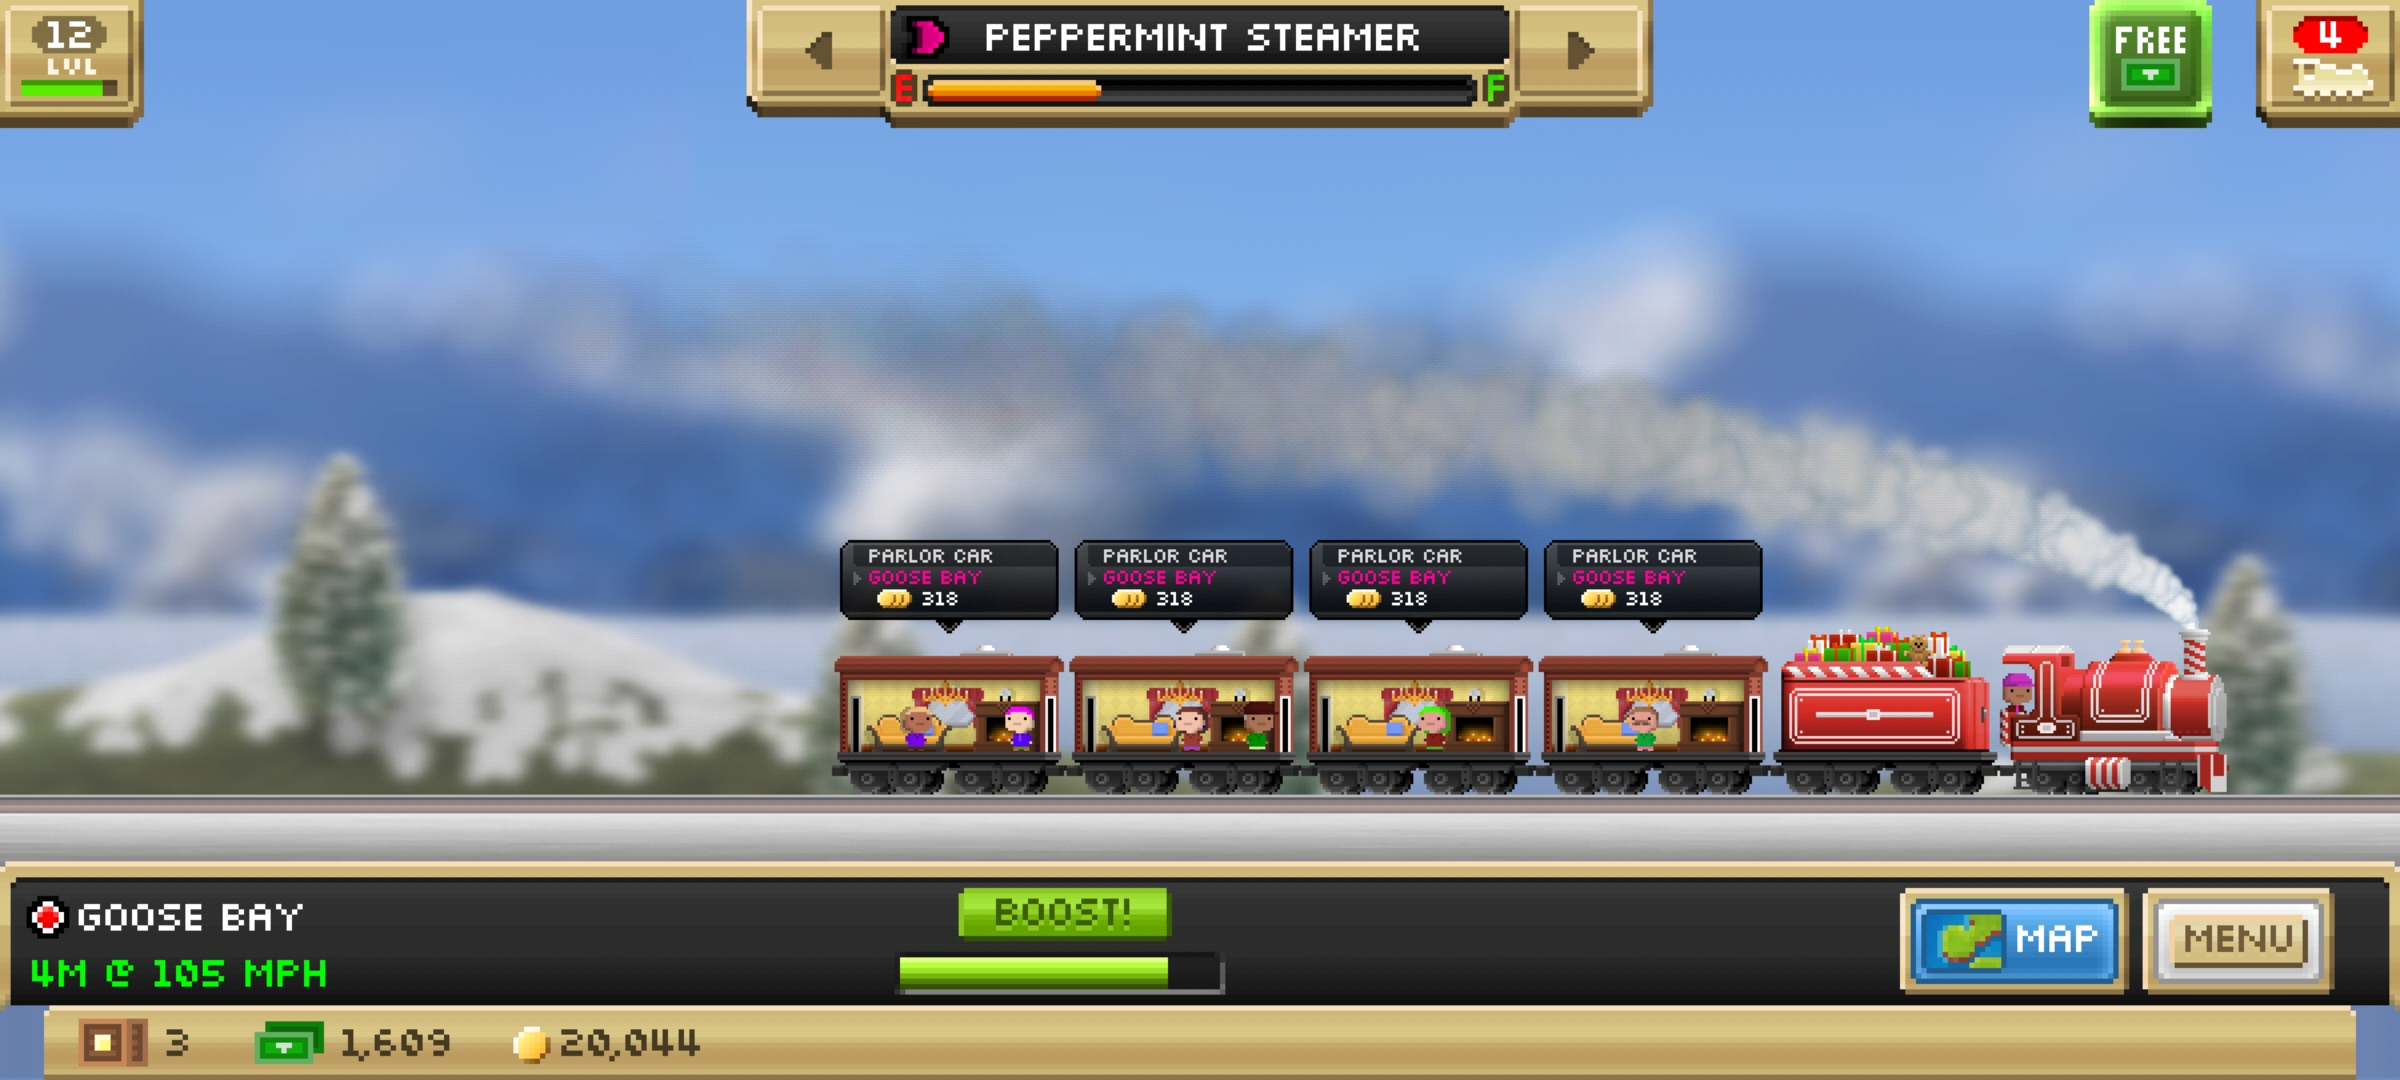 12
LVL
PEPPERMINT STEAMER
E F
FREE
4
PARLOR CAR
GOOSE BAY
318
PARLOR CAR
GOOSE BAY
318
PARLOR CAR
GOOSE BAY
318
PARLOR CAR
GOOSE BAY
318
GOOSE BAY
4M @ 105 MPH
BOOST!
MAP
MENU
3 1,609 20,044